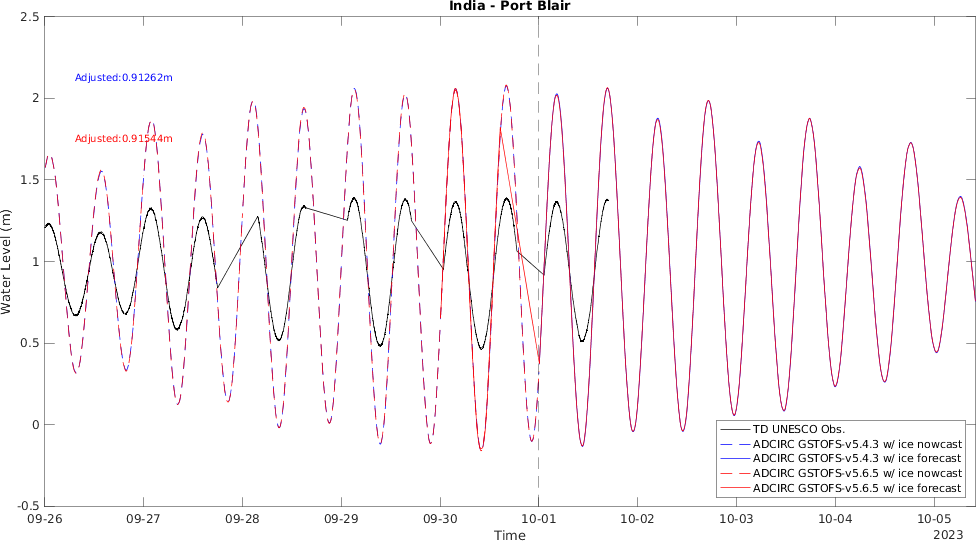 India - Port Blair
2.5
2
1.5
1
0.5
0
-0.5
Water Level (m)
Adjusted:0.91262m
Adjusted:0.91544m
TD UNESCO Obs.
ADCIRC GSTOFS-v5.4.3 w/ ice nowcast
ADCIRC GSTOFS-v5.4.3 w/ ice forecast
ADCIRC GSTOFS-v5.6.5 w/ ice nowcast
ADCIRC GSTOFS-v5.6.5 w/ ice forecast
09-26 09-27 09-28 09-29 09-30 10-01 10-02 10-03 10-04 10-05
Time
2023